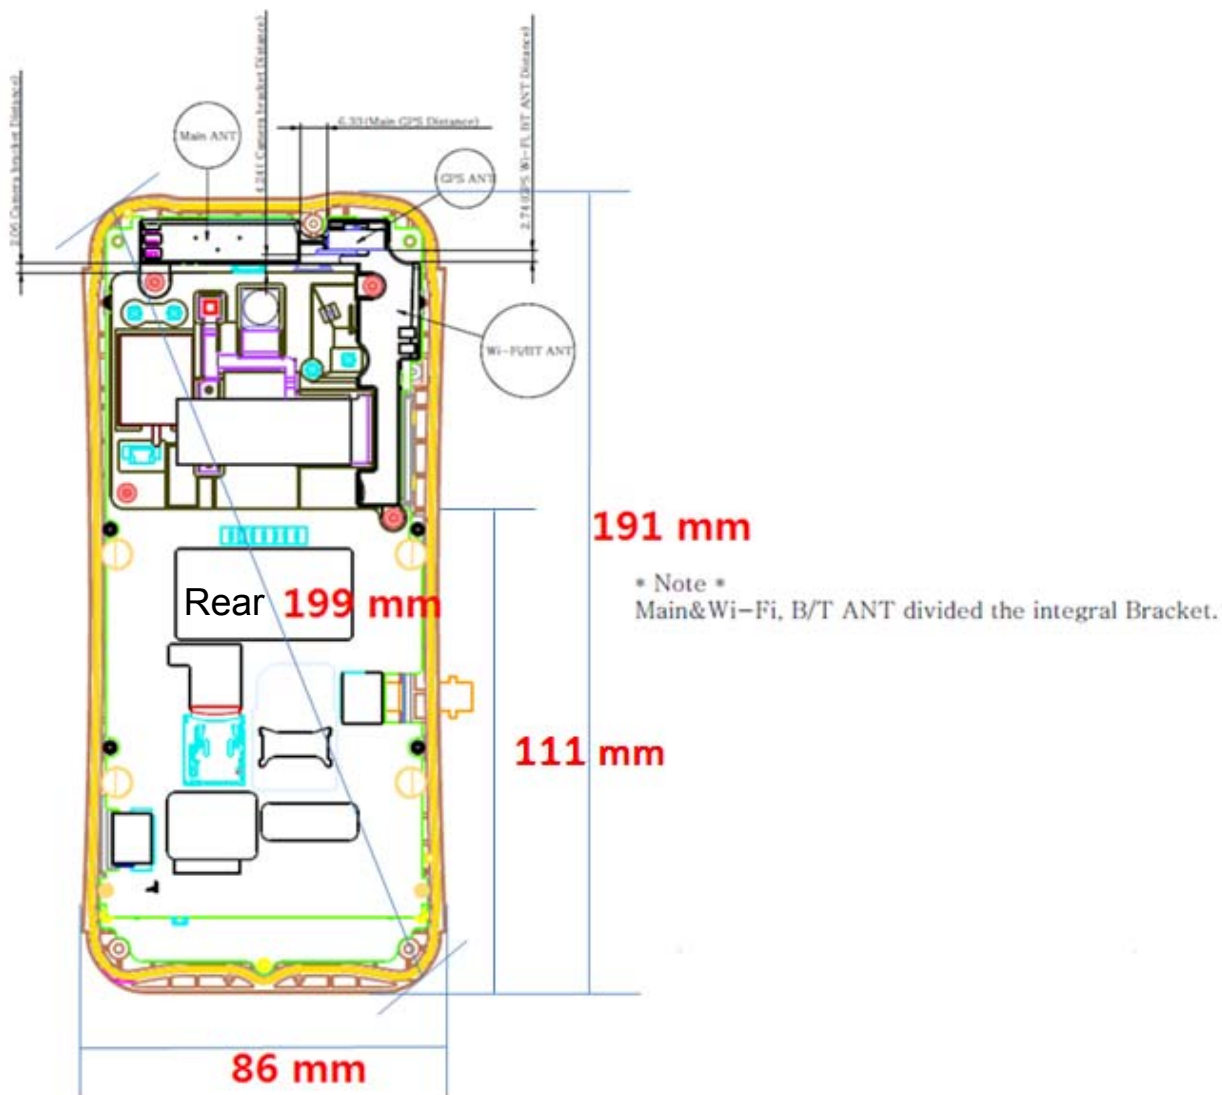 2.06(Camera bracket Distance)
4.241 Camera bracket Distance)
6.33(Main GPS Distance)
2.74(GPS Wi-Fi, BT ANT Distance)
Main ANT
GPS ANT
Wi-Fi/BT ANT
191 mm
* Note *
Main&Wi-Fi, B/T ANT divided the integral Bracket.
Rear
199 mm
111 mm
86 mm